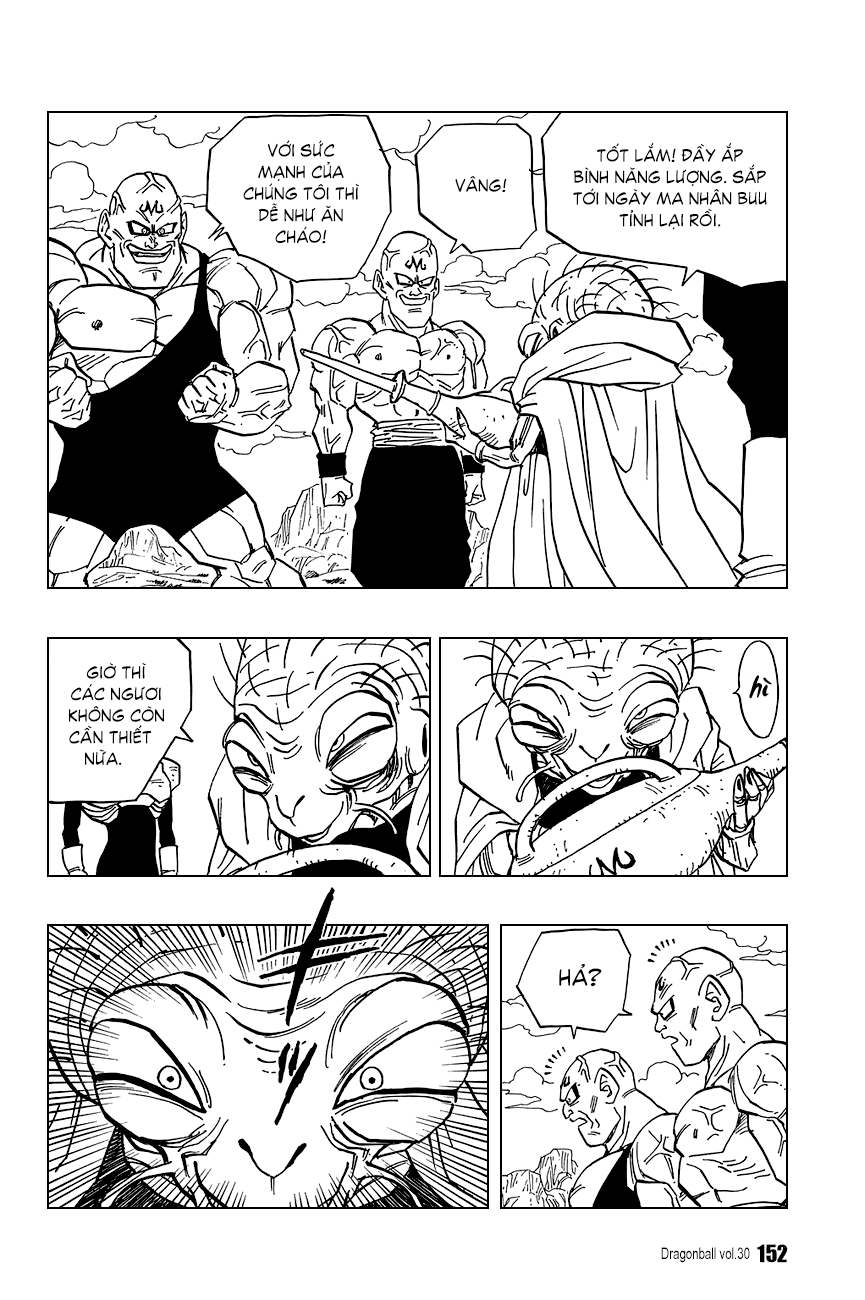 TỐT LẮM! ĐẦY ẮP
BÌNH NĂNG LƯỢNG. SẮP
TỚI NGÀY MA NHÂN BUU
TỈNH LẠI RỒI.
VÂNG!
VỚI SỨC
MẠNH CỦA
CHÚNG TÔI THÌ
DỄ NHƯ ĂN
CHÁO!
hì
GIỜ THÌ
CÁC NGƯƠI
KHÔNG CÒN
CẦN THIẾT
NỮA.
HẢ?
Dragonball vol.30 152